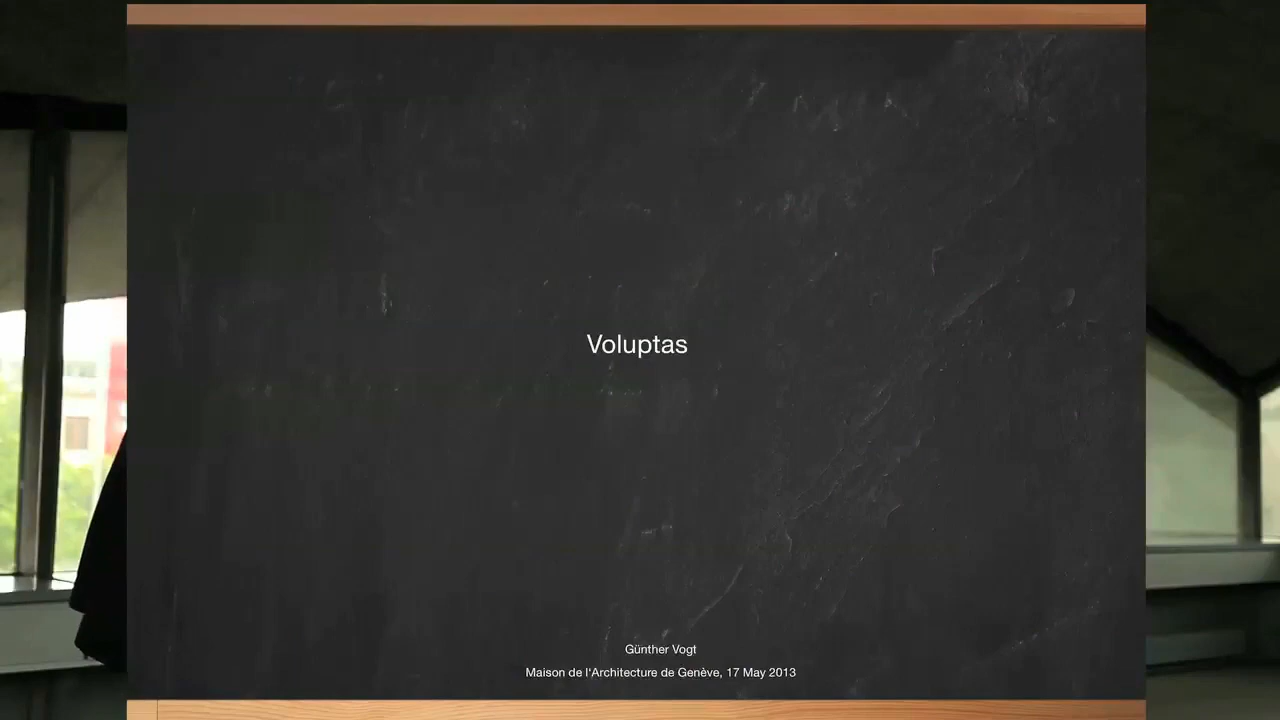 Voluptas
Günther Vogt
Maison de l'Architecture de Genève, 17 May 2013